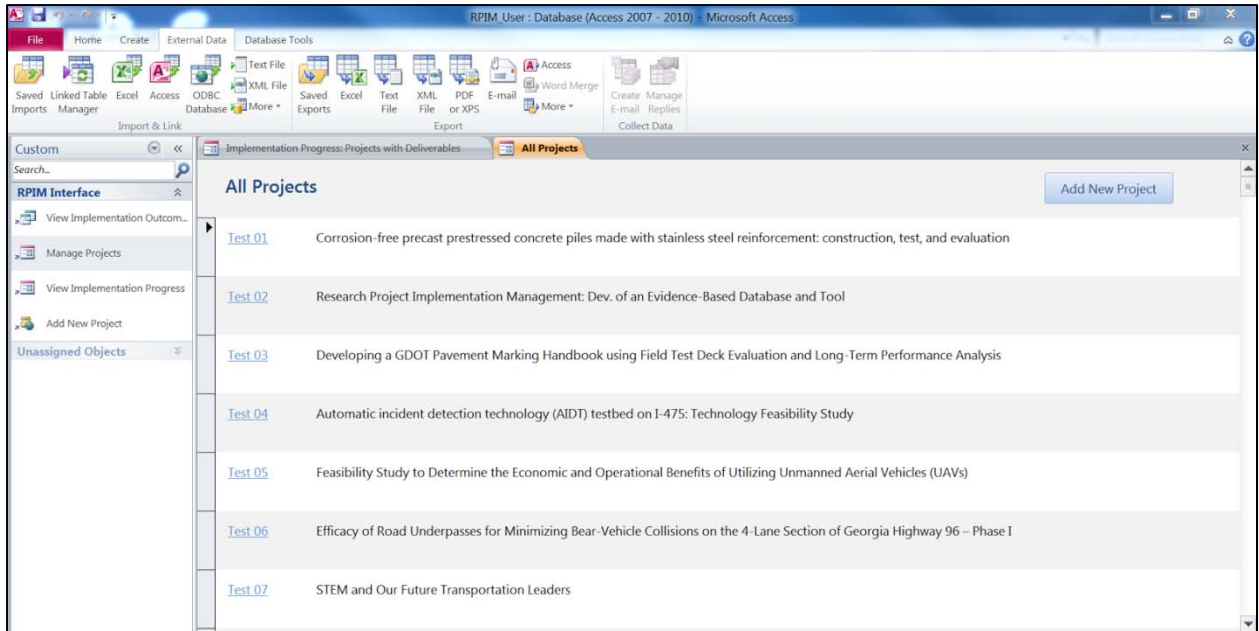 RPIM_User : Database (Access 2007 - 2010) - Microsoft Access
File Home Create External Data Database Tools
Saved Imports
Linked Table Manager
Excel
Access
ODBC Database
Text File
XML File
More
Import & Link
Saved Exports
Excel
Text File
XML File
PDF or XPS
E-mail
Access
Word Merge
More
Export
Create E-mail
Manage Replies
Collect Data
Custom
Search...
RPIM Interface
View Implementation Outcom...
Manage Projects
View Implementation Progress
Add New Project
Unassigned Objects
Implementation Progress: Projects with Deliverables
All Projects
All Projects
Add New Project
Test 01 Corrosion-free precast prestressed concrete piles made with stainless steel reinforcement: construction, test, and evaluation
Test 02 Research Project Implementation Management: Dev. of an Evidence-Based Database and Tool
Test 03 Developing a GDOT Pavement Marking Handbook using Field Test Deck Evaluation and Long-Term Performance Analysis
Test 04 Automatic incident detection technology (AIDT) testbed on I-475: Technology Feasibility Study
Test 05 Feasibility Study to Determine the Economic and Operational Benefits of Utilizing Unmanned Aerial Vehicles (UAVs)
Test 06 Efficacy of Road Underpasses for Minimizing Bear-Vehicle Collisions on the 4-Lane Section of Georgia Highway 96 – Phase I
Test 07 STEM and Our Future Transportation Leaders